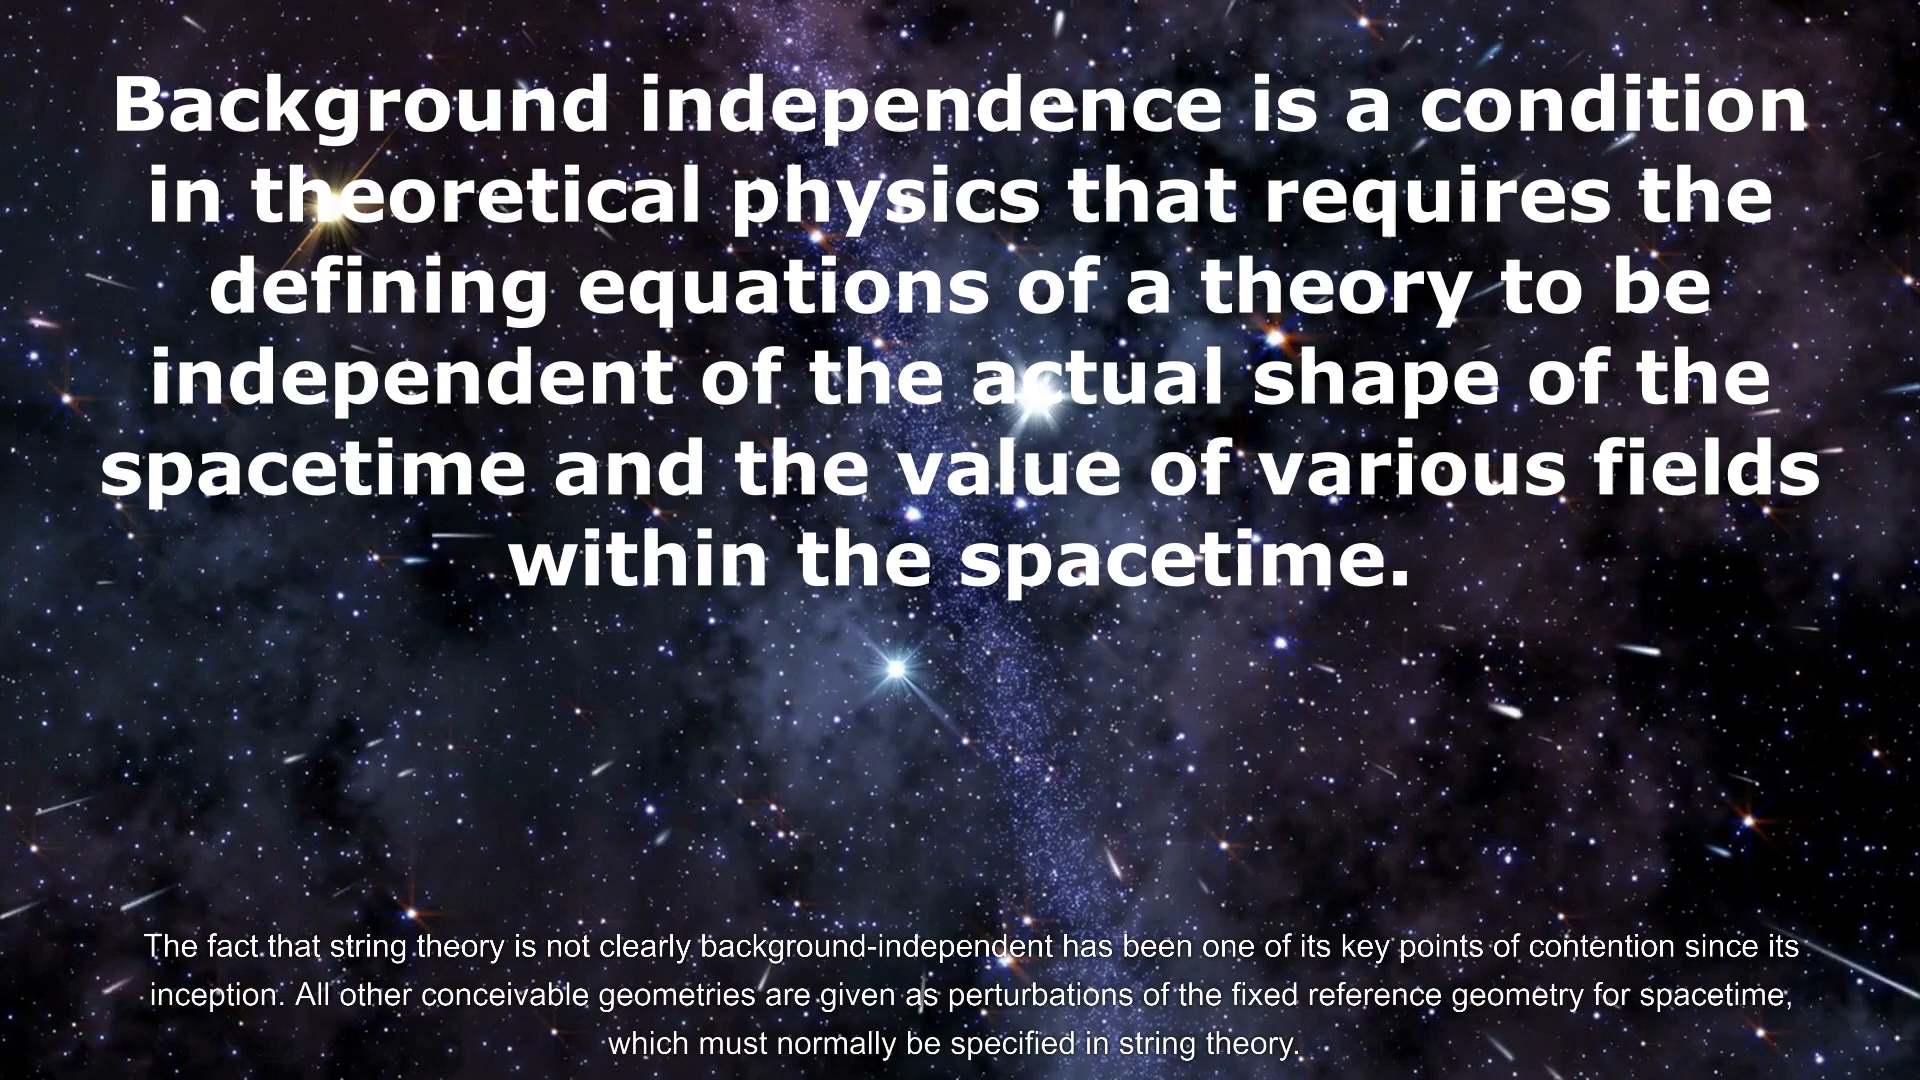 Background independence is a condition
in theoretical physics that requires the
defining equations of a theory to be
independent of the actual shape of the
spacetime and the value of various fields
within the spacetime.
The fact that string theory is not clearly background-independent has been one of its key points of contention since its
inception. All other conceivable geometries are given as perturbations of the fixed reference geometry for spacetime,
which must normally be specified in string theory.